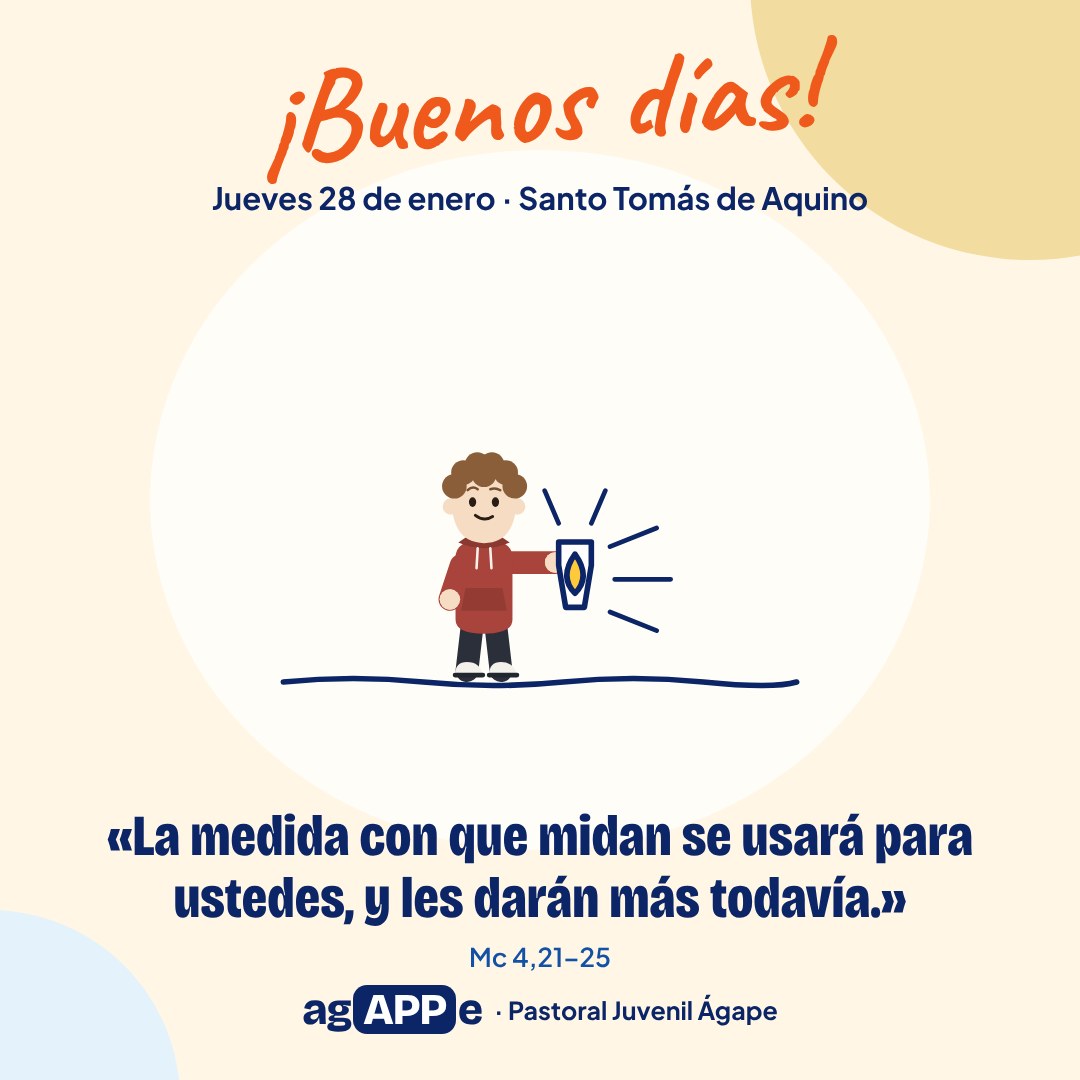 ¡Buenos días!
Jueves 28 de enero · Santo Tomás de Aquino
«La medida con que midan se usará para
ustedes, y les darán más todavía.»
Mc 4,21–25
agAPPe · Pastoral Juvenil Ágape